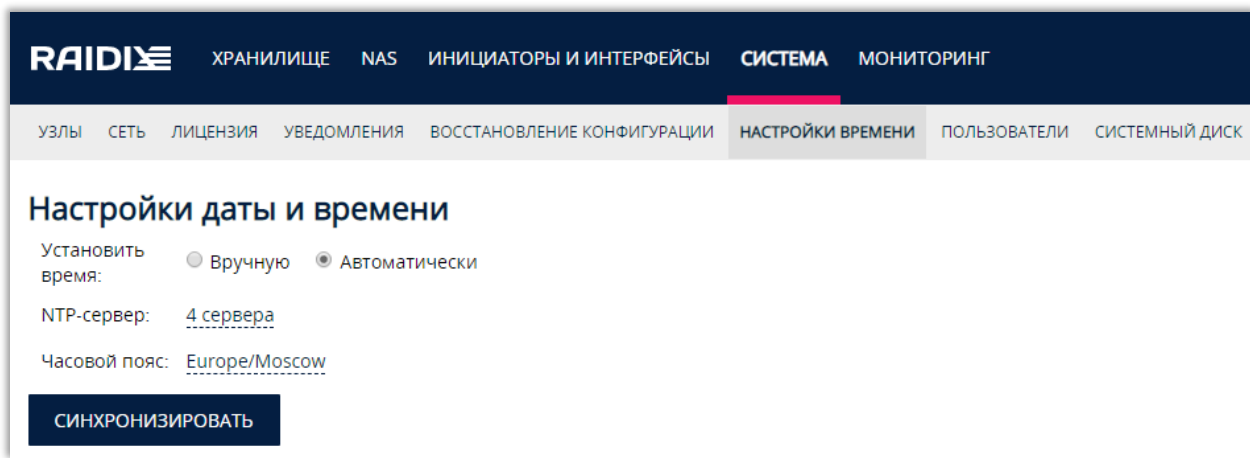 RAIDIX ХРАНИЛИЩЕ NAS ИНИЦИАТОРЫ И ИНТЕРФЕЙСЫ СИСТЕМА МОНИТОРИНГ
УЗЛЫ СЕТЬ ЛИЦЕНЗИЯ УВЕДОМЛЕНИЯ ВОССТАНОВЛЕНИЕ КОНФИГУРАЦИИ НАСТРОЙКИ ВРЕМЕНИ ПОЛЬЗОВАТЕЛИ СИСТЕМНЫЙ ДИСК
Настройки даты и времени
Установить
время: Вручную Автоматически
NTP-сервер: 4 сервера
Часовой пояс: Europe/Moscow
СИНХРОНИЗИРОВАТЬ